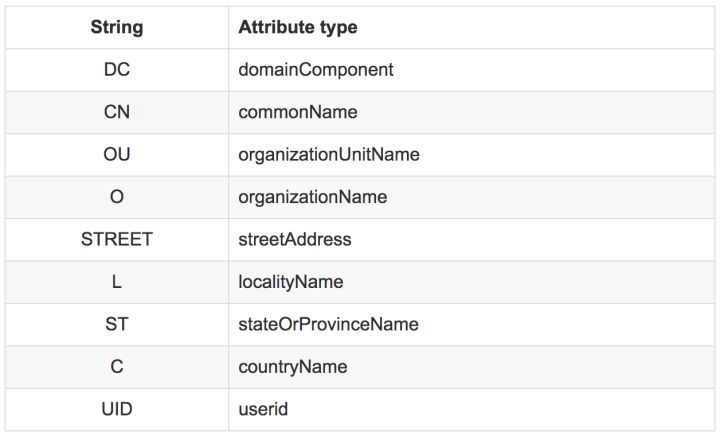 String Attribute type
DC domainComponent
CN commonName
OU organizationUnitName
O organizationName
STREET streetAddress
L localityName
ST stateOrProvinceName
C countryName
UID userid